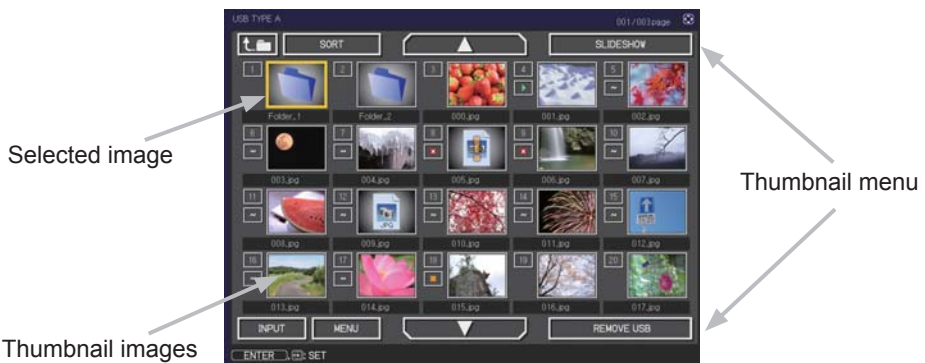 USB TYPE A 001/003page
SORT SLIDESHOW
1 2 3 4 5
Folder_1 Folder_2 000.jpg 001.jpg 002.jpg
Selected image
6 7 8 9 10
003.jpg 004.jpg 005.jpg 006.jpg 007.jpg
Thumbnail menu
11 12 13 14 15
JPG
008.jpg 009.jpg 010.jpg 011.jpg 012.jpg
16 17 18 19 20
013.jpg 014.jpg 015.jpg 016.jpg 017.jpg
Thumbnail images
INPUT MENU REMOVE USB
ENTER , : SET